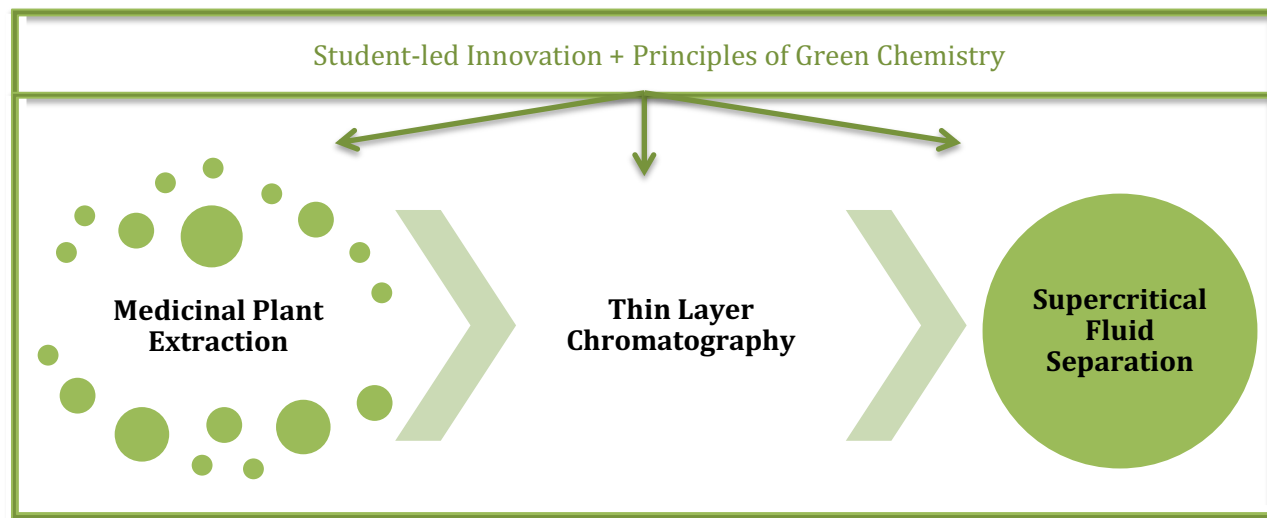 Student-led Innovation + Principles of Green Chemistry
Medicinal Plant
Extraction
Thin Layer
Chromatography
Supercritical
Fluid
Separation